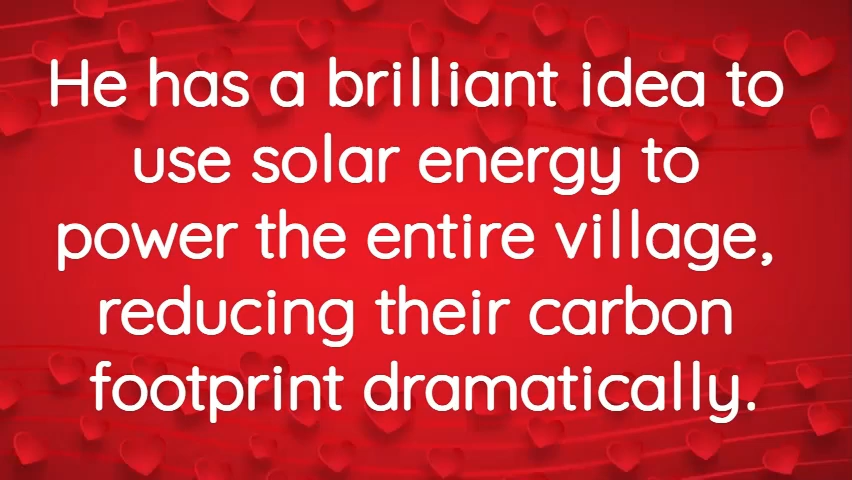 He has a brilliant idea to
use solar energy to
power the entire village,
reducing their carbon
footprint dramatically.